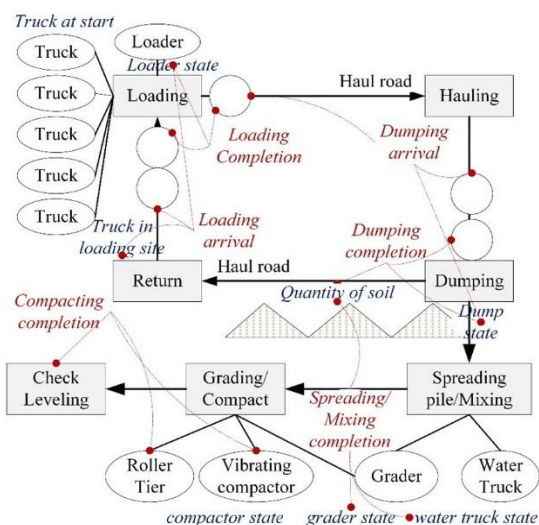 Truck at start
Truck
Truck
Truck
Truck
Truck
Loader
Loader state
Loading
Haul road
Hauling
Loading
Completion
Dumping
arrival
Truck in
loading site
Loading
arrival
Dumping
completion
Return
Haul road
Dumping
Quantity of soil
Dump
state
Compacting
completion
Check
Leveling
Grading/
Compact
Spreading/
Mixing
completion
Spreading
pile/Mixing
Roller
Tier
Vibrating
compactor
Grader
Water
Truck
compactor state
grader state
water truck state